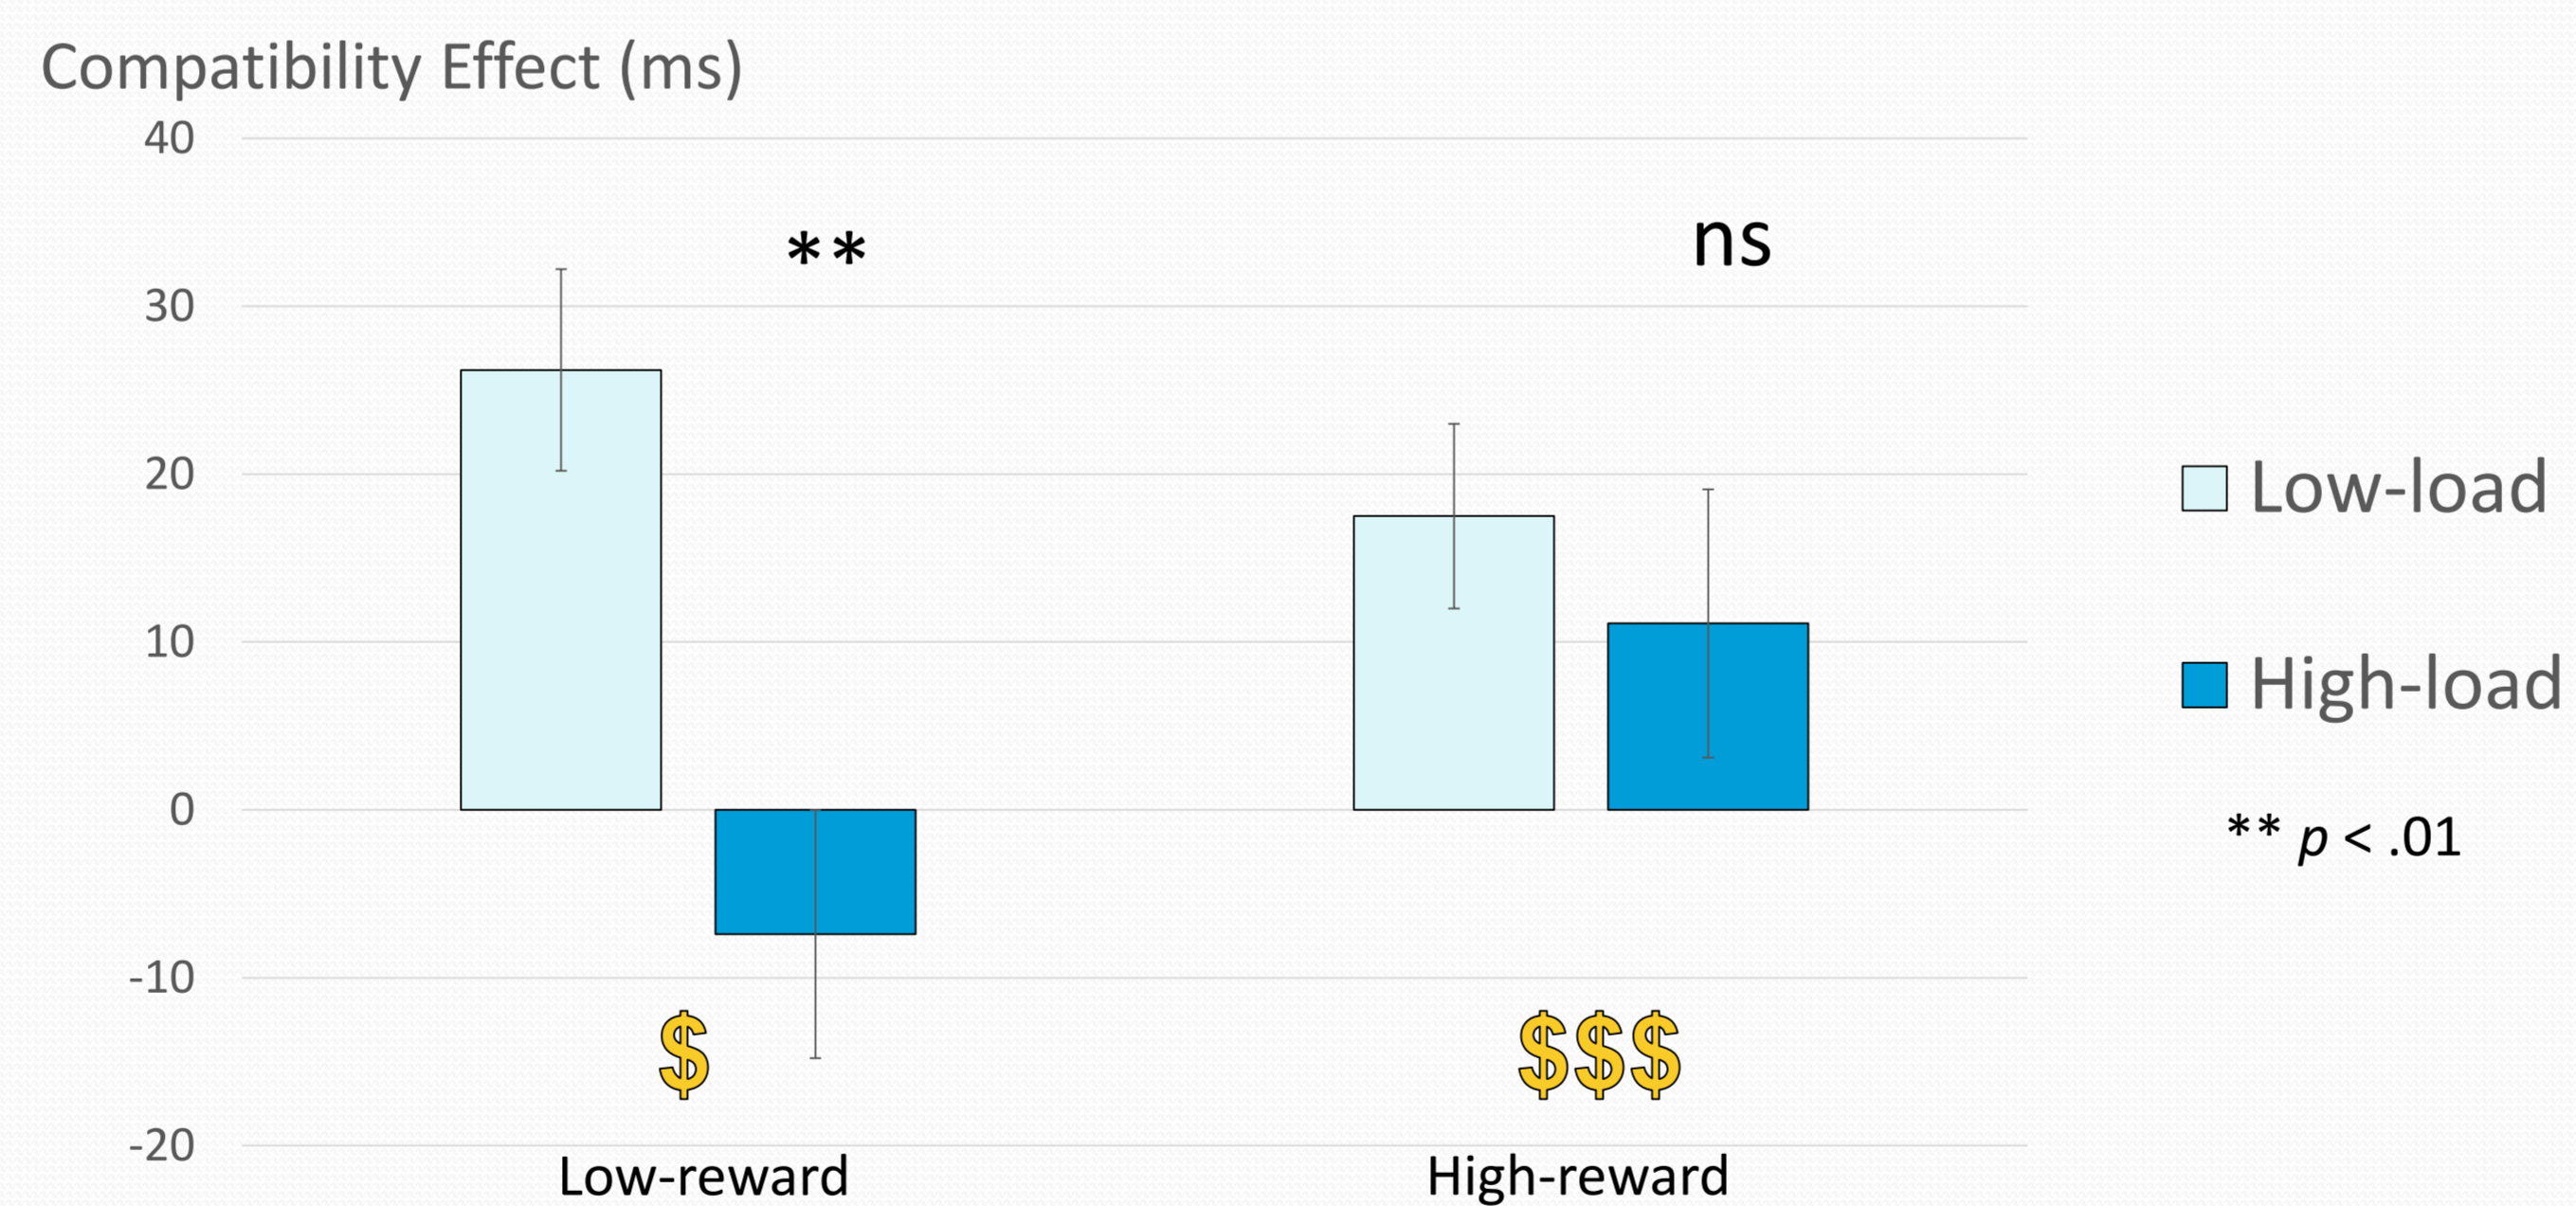 Compatibility Effect (ms)
40
** ns
30
20
Low-load
10
High-load
0
** p < .01
-10
$ $$$
-20
Low-reward High-reward